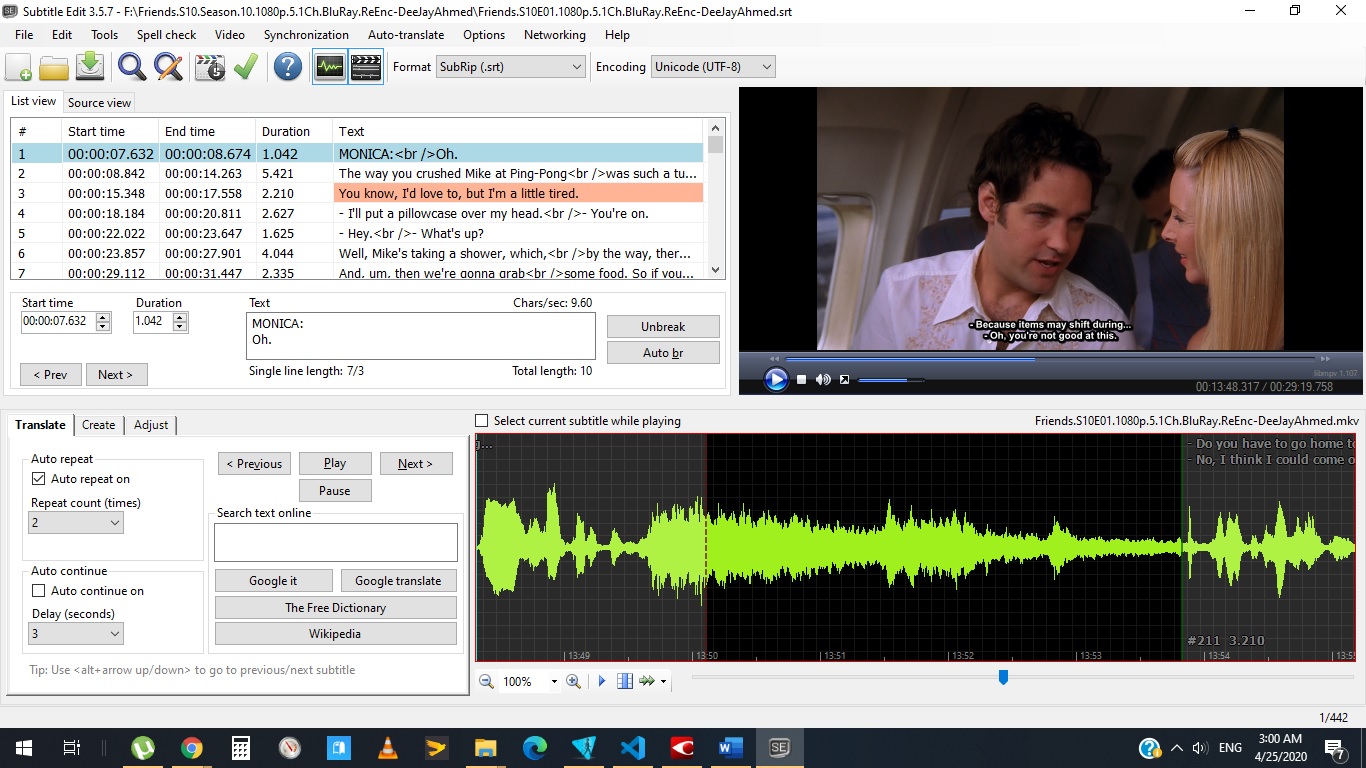 Subtitle Edit 3.5.7 - F:\Friends.S10.Season.10.1080p.5.1Ch.BluRay.ReEnc-DeeJayAhmed\Friends.S10E01.1080p.5.1Ch.BluRay.ReEnc-DeeJayAhmed.srt
File Edit Tools Spell check Video Synchronization Auto-translate Options Networking Help
Format SubRip (.srt) Encoding Unicode (UTF-8)
List view Source view
# Start time End time Duration Text
1 00:00:07.632 00:00:08.674 1.042 MONICA:<br />Oh.
2 00:00:08.842 00:00:14.263 5.421 The way you crushed Mike at Ping-Pong<br />was such a tu...
3 00:00:15.348 00:00:17.558 2.210 You know, I'd love to, but I'm a little tired.
4 00:00:18.184 00:00:20.811 2.627 - I'll put a pillowcase over my head.<br />- You're on.
5 00:00:22.022 00:00:23.647 1.625 - Hey.<br />- What's up?
6 00:00:23.857 00:00:27.901 4.044 Well, Mike's taking a shower, which,<br />by the way, ther...
7 00:00:29.112 00:00:31.447 2.335 And, um, then we're gonna grab<br />some food. So if you...
- Because items may shift during...
- Oh, you're not good at this.
libmpv 1.107
00:13:48.317 / 00:29:19.758
Start time Duration Text Chars/sec: 9.60
00:00:07.632 1.042
MONICA:
Oh.
Unbreak
Auto br
< Prev Next >
Single line length: 7/3 Total length: 10
Translate Create Adjust
Auto repeat
Auto repeat on
Repeat count (times)
2
Auto continue
Auto continue on
Delay (seconds)
3
Tip: Use <alt+arrow up/down> to go to previous/next subtitle
< Previous Play Next >
Pause
Search text online
Google it Google translate
The Free Dictionary
Wikipedia
Select current subtitle while playing Friends.S10E01.1080p.5.1Ch.BluRay.ReEnc-DeeJayAhmed.mkv
g...
- Do you have to go home to
- No, I think I could come o
#211 3.210
13:49 13:50 13:51 13:52 13:53 13:54 13:55
100%
1/442
SE
W
ENG
3:00 AM
4/25/2020
7